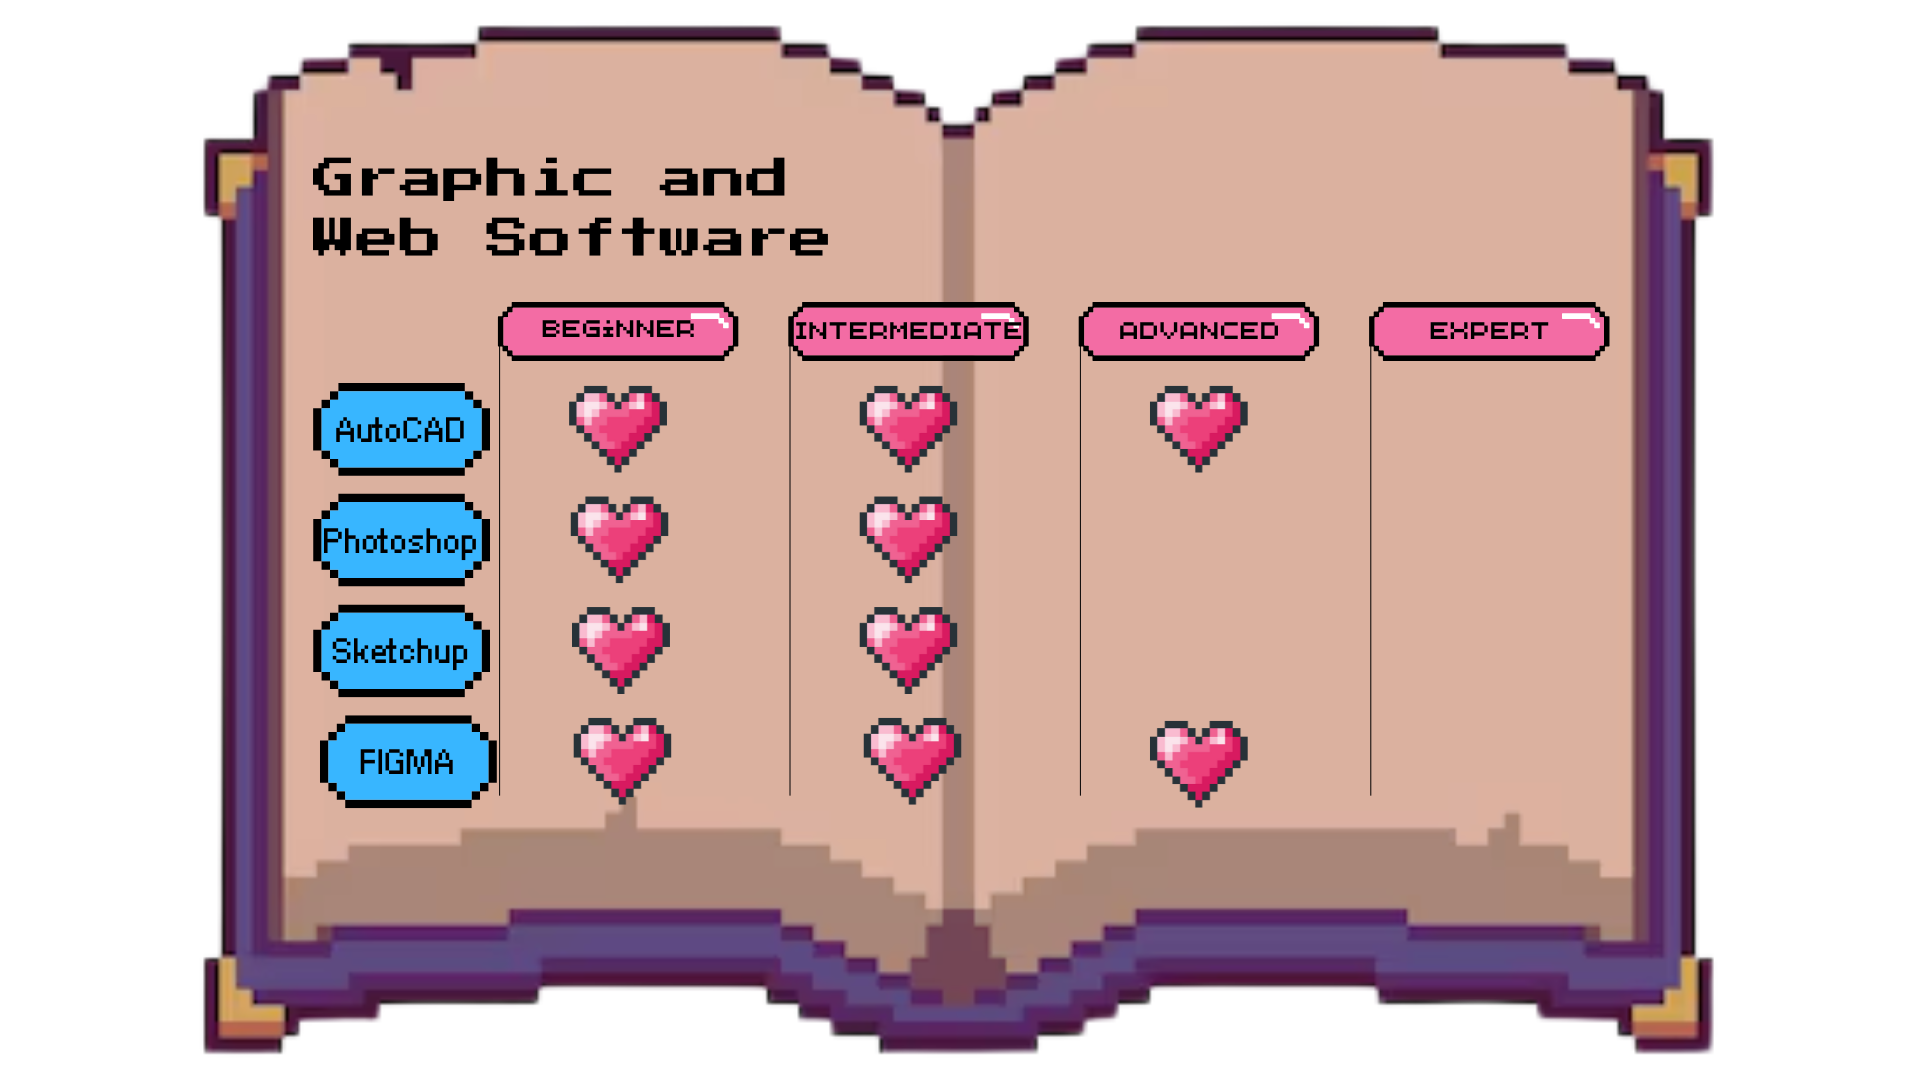 Graphic and
Web Software
BEGiNNER INTERMEDIATE ADVANCED EXPERT
AutoCAD
Photoshop
Sketchup
FIGMA